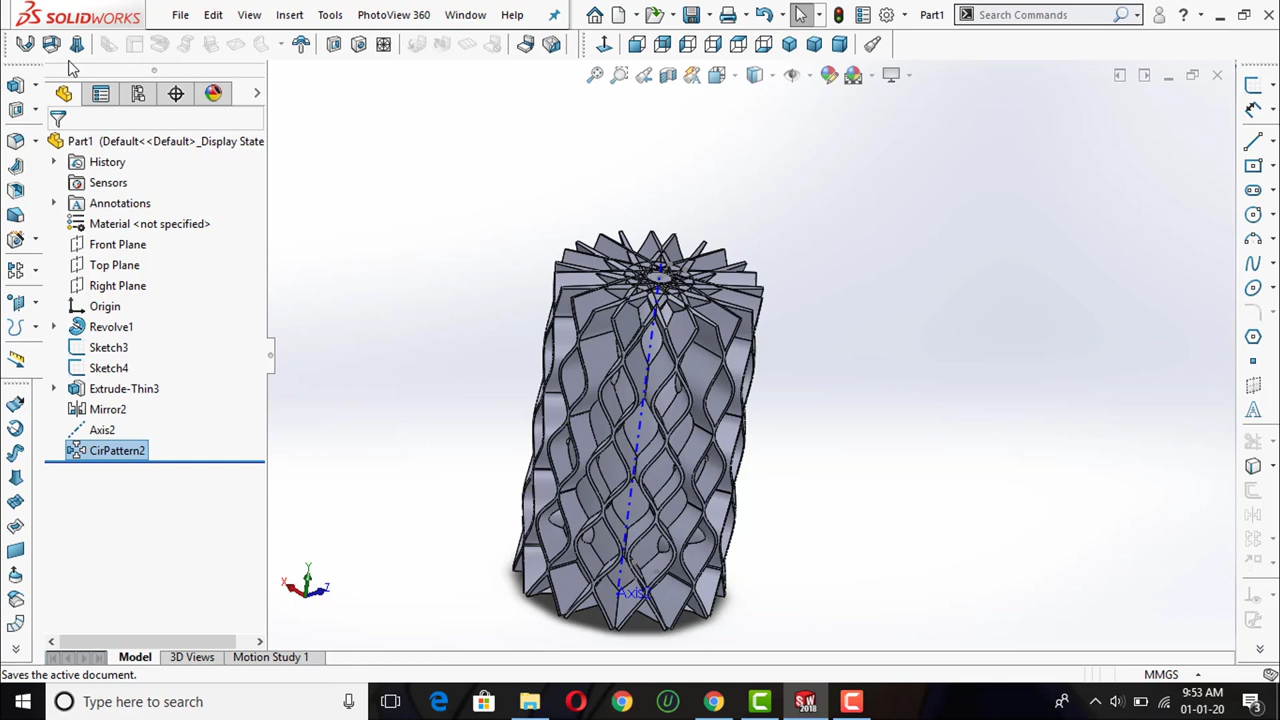 SOLIDWORKS File Edit View Insert Tools PhotoView 360 Window Help Part1 Search Commands ?
Part1 (Default<<Default>_Display State
History
Sensors
A Annotations
Material <not specified>
Front Plane
Top Plane
Right Plane
Origin
Revolve1
Sketch3
Sketch4
Extrude-Thin3
Mirror2
Axis2
CirPattern2
Y
X
Z
Model 3D Views Motion Study 1
Saves the active document. MMGS
Type here to search
SW
2018
9:53 AM
01-01-20
3